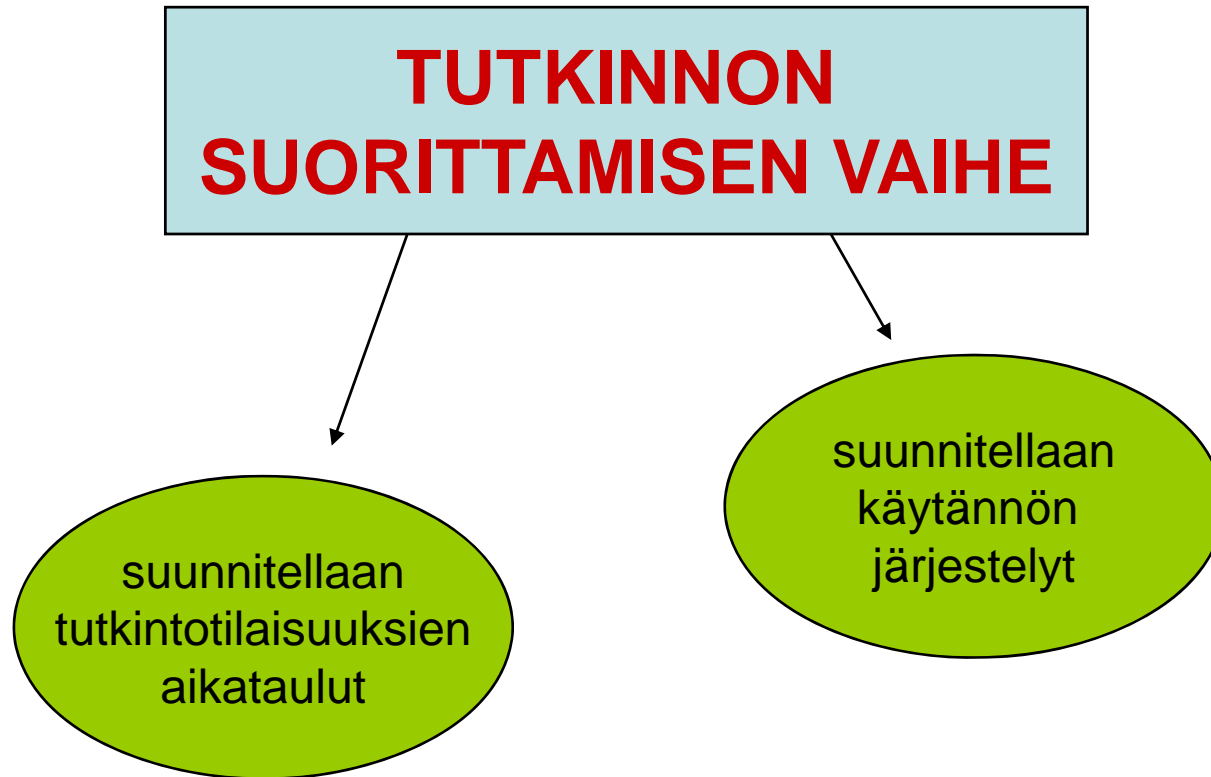 TUTKINNON
SUORITTAMISEN VAIHE
suunnitellaan
tutkintotilaisuuksien
aikataulut
suunnitellaan
käytännön
järjestelyt